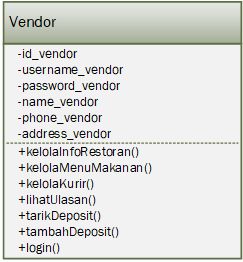 Vendor
-id_vendor
-username_vendor
-password_vendor
-name_vendor
-phone_vendor
-address_vendor
+kelolaInfoRestoran()
+kelolaMenuMakanan()
+kelolaKurir()
+lihatUlasan()
+tarikDeposit()
+tambahDeposit()
+login()